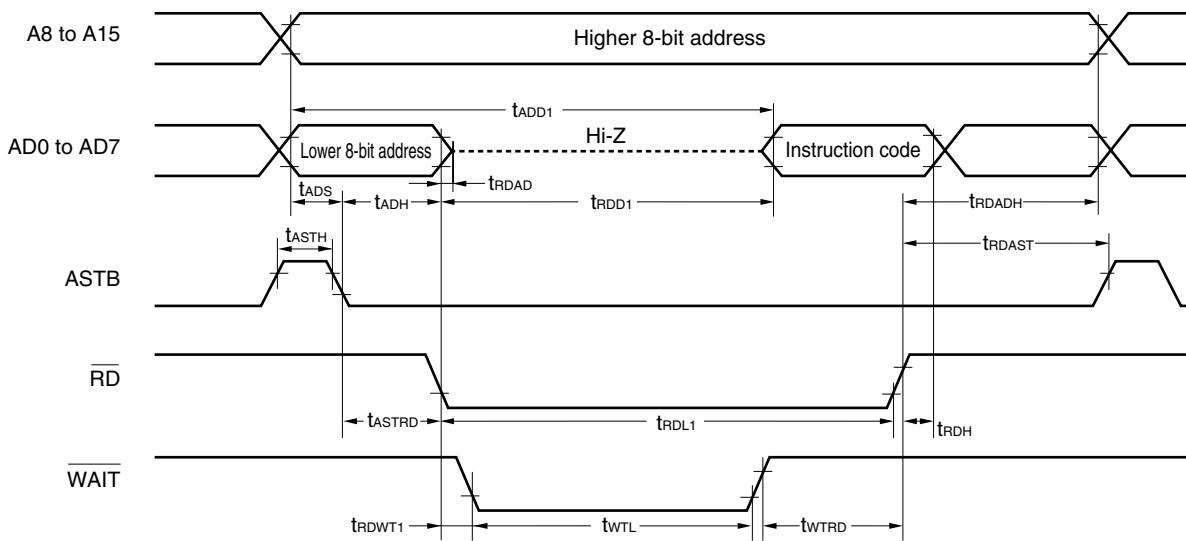 A8 to A15
Higher 8-bit address
tADD1
AD0 to AD7
Lower 8-bit address
Hi-Z
Instruction code
tADS
tADH
tRDAD
tRDD1
tRDADH
tASTH
tRDAST
ASTB
RD
tASTRD
tRDL1
tRDH
WAIT
tRDWT1
tWTL
tWTRD